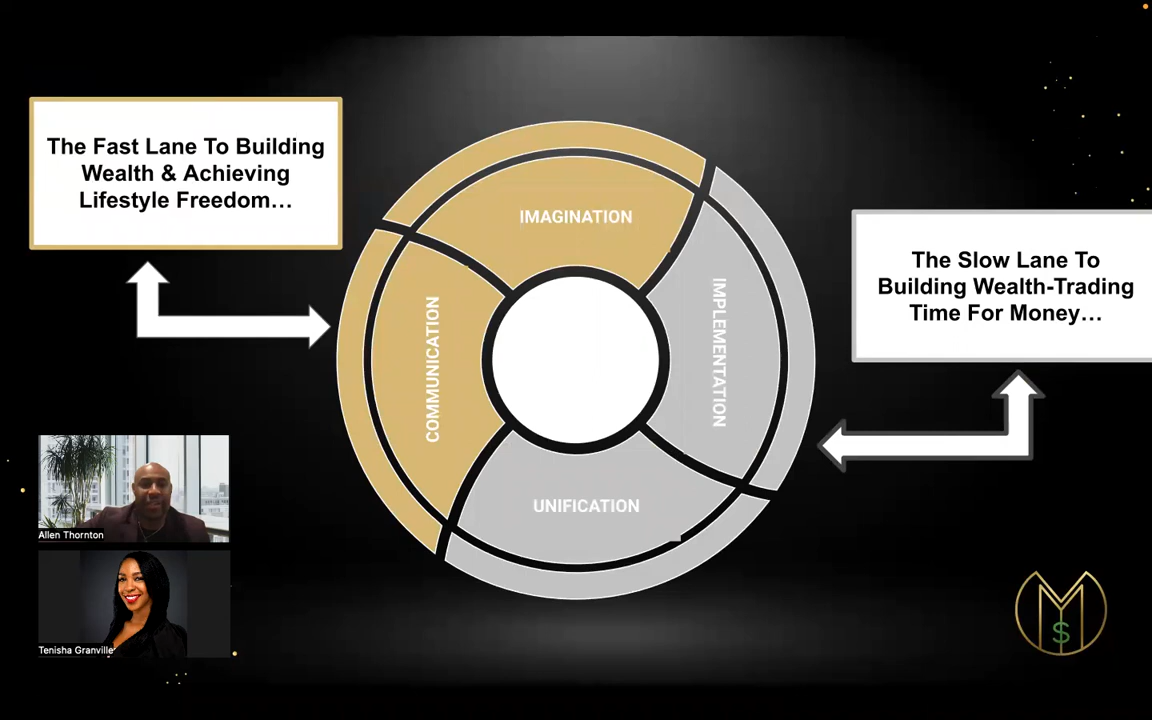 The Fast Lane To Building
Wealth & Achieving
Lifestyle Freedom…
IMAGINATION
The Slow Lane To
Building Wealth-Trading
Time For Money…
COMMUNICATION
IMPLEMENTATION
UNIFICATION
Allen Thornton
Tenisha Granville
M
$